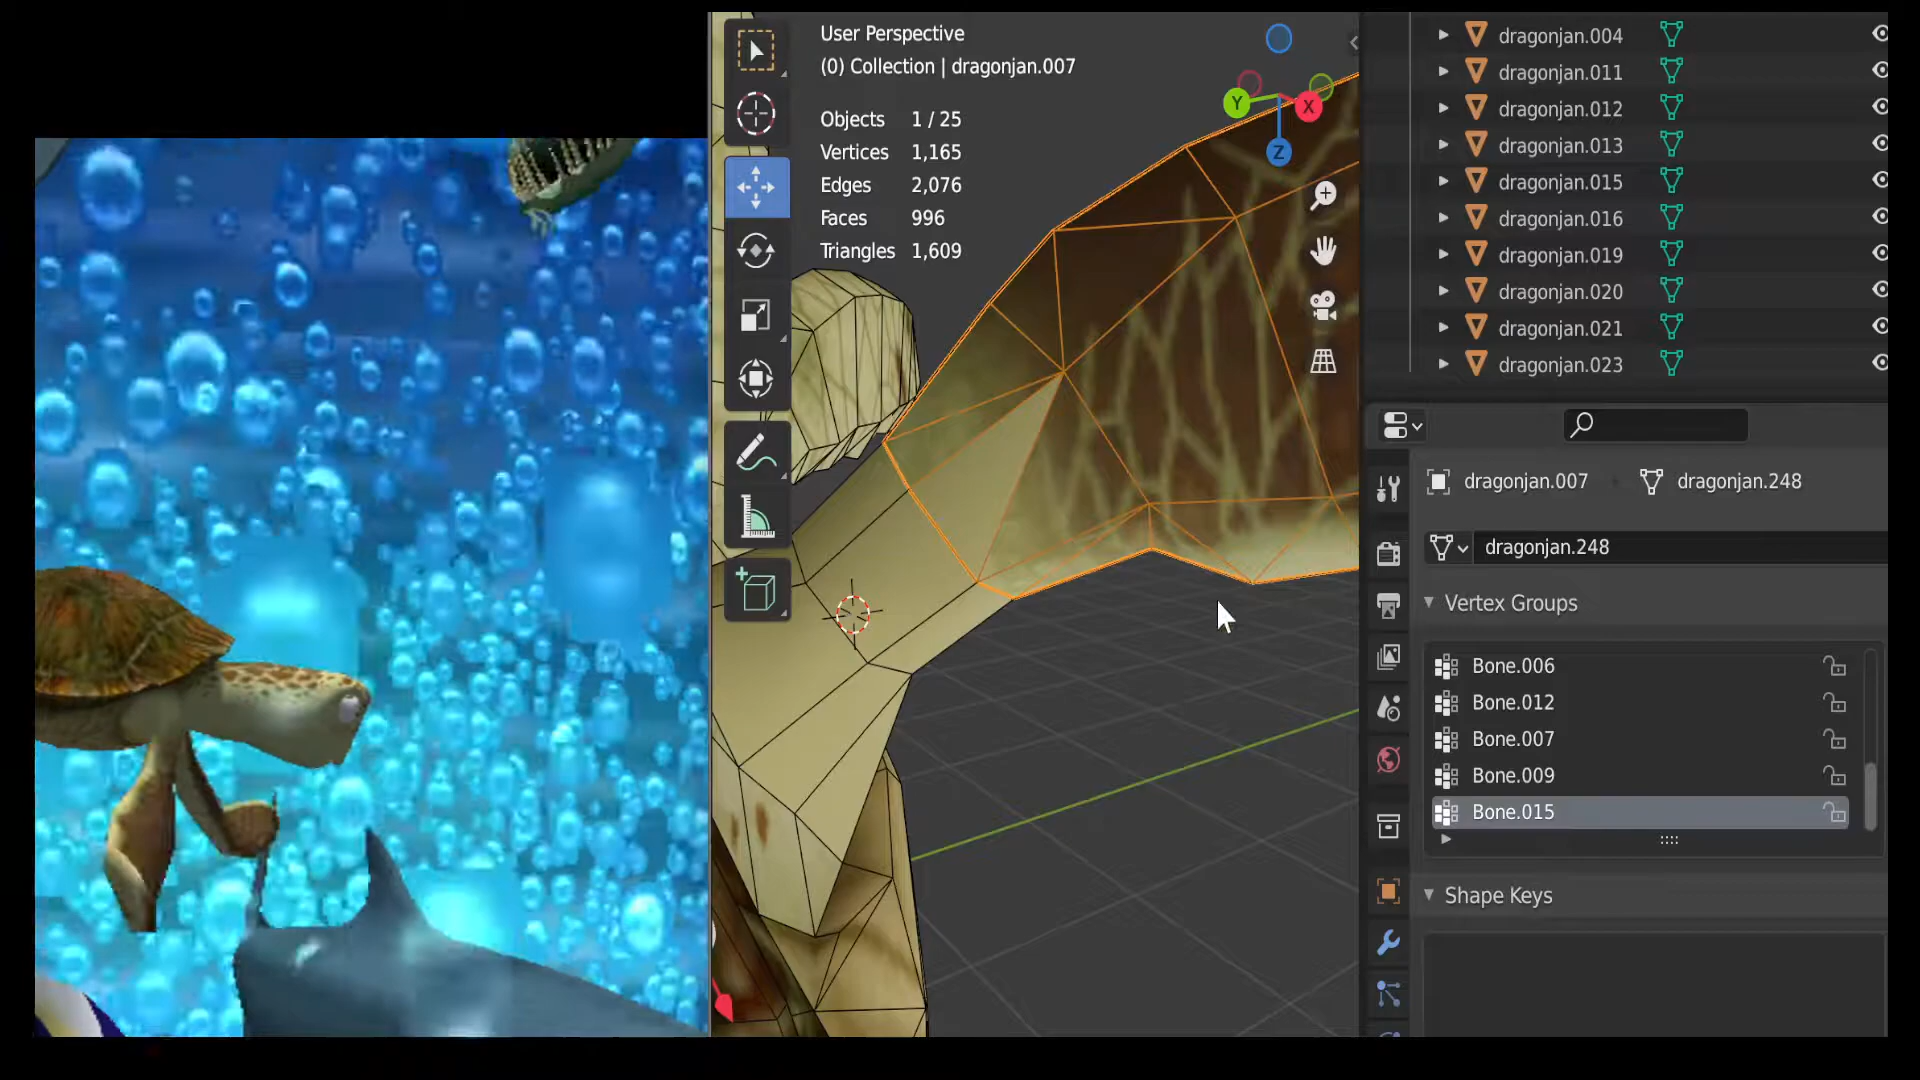 User Perspective
(0) Collection | dragonjan.007
Objects 1 / 25
Vertices 1,165
Edges 2,076
Faces 996
Triangles 1,609
Y
X
Z
dragonjan.004
dragonjan.011
dragonjan.012
dragonjan.013
dragonjan.015
dragonjan.016
dragonjan.019
dragonjan.020
dragonjan.021
dragonjan.023
dragonjan.007 dragonjan.248
dragonjan.248
Vertex Groups
Bone.006
Bone.012
Bone.007
Bone.009
Bone.015
Shape Keys